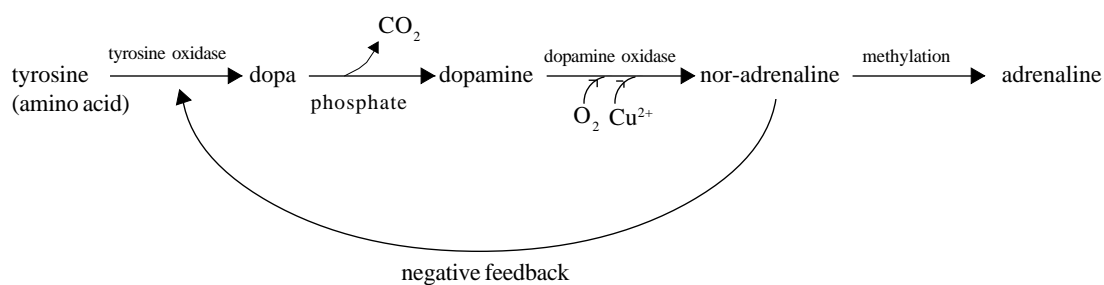 CO₂
tyrosine oxidase
dopamine oxidase
methylation
tyrosine
(amino acid)
dopa
dopamine
nor-adrenaline
adrenaline
phosphate
O₂
Cu²⁺
negative feedback